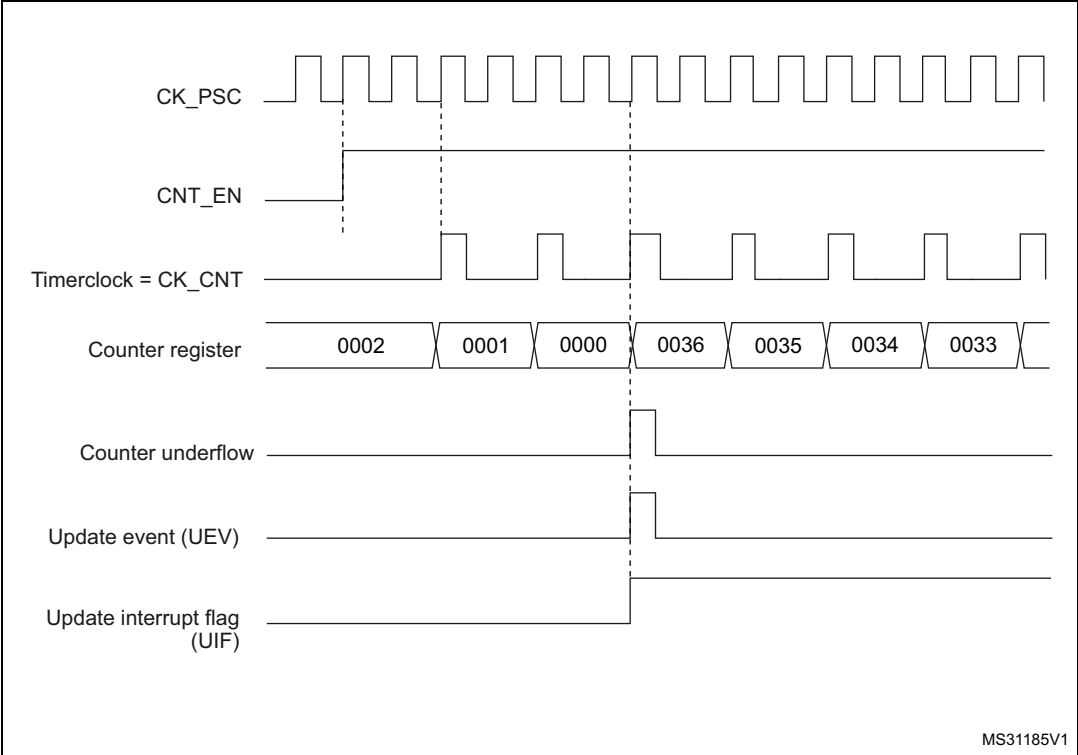 CK_PSC
CNT_EN
Timerclock = CK_CNT
Counter register
0002 0001 0000 0036 0035 0034 0033
Counter underflow
Update event (UEV)
Update interrupt flag
(UIF)
MS31185V1